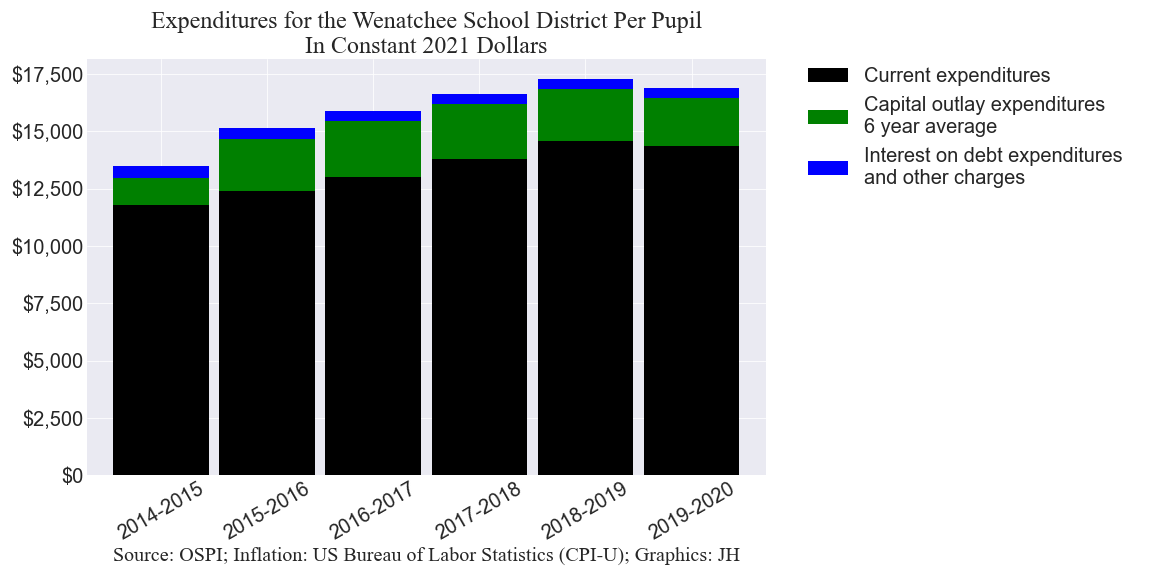 Expenditures for the Wenatchee School District Per Pupil
In Constant 2021 Dollars
$17,500
$15,000
$12,500
$10,000
$7,500
$5,000
$2,500
$0
2014-2015
2015-2016
2016-2017
2017-2018
2018-2019
2019-2020
Current expenditures
Capital outlay expenditures
6 year average
Interest on debt expenditures
and other charges
Source: OSPI; Inflation: US Bureau of Labor Statistics (CPI-U); Graphics: JH